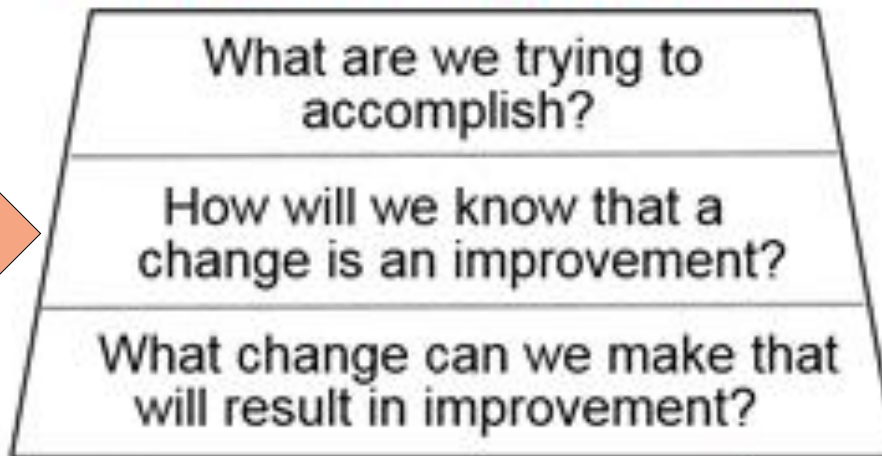 What are we trying to
accomplish?
How will we know that a
change is an improvement?
What change can we make that
will result in improvement?